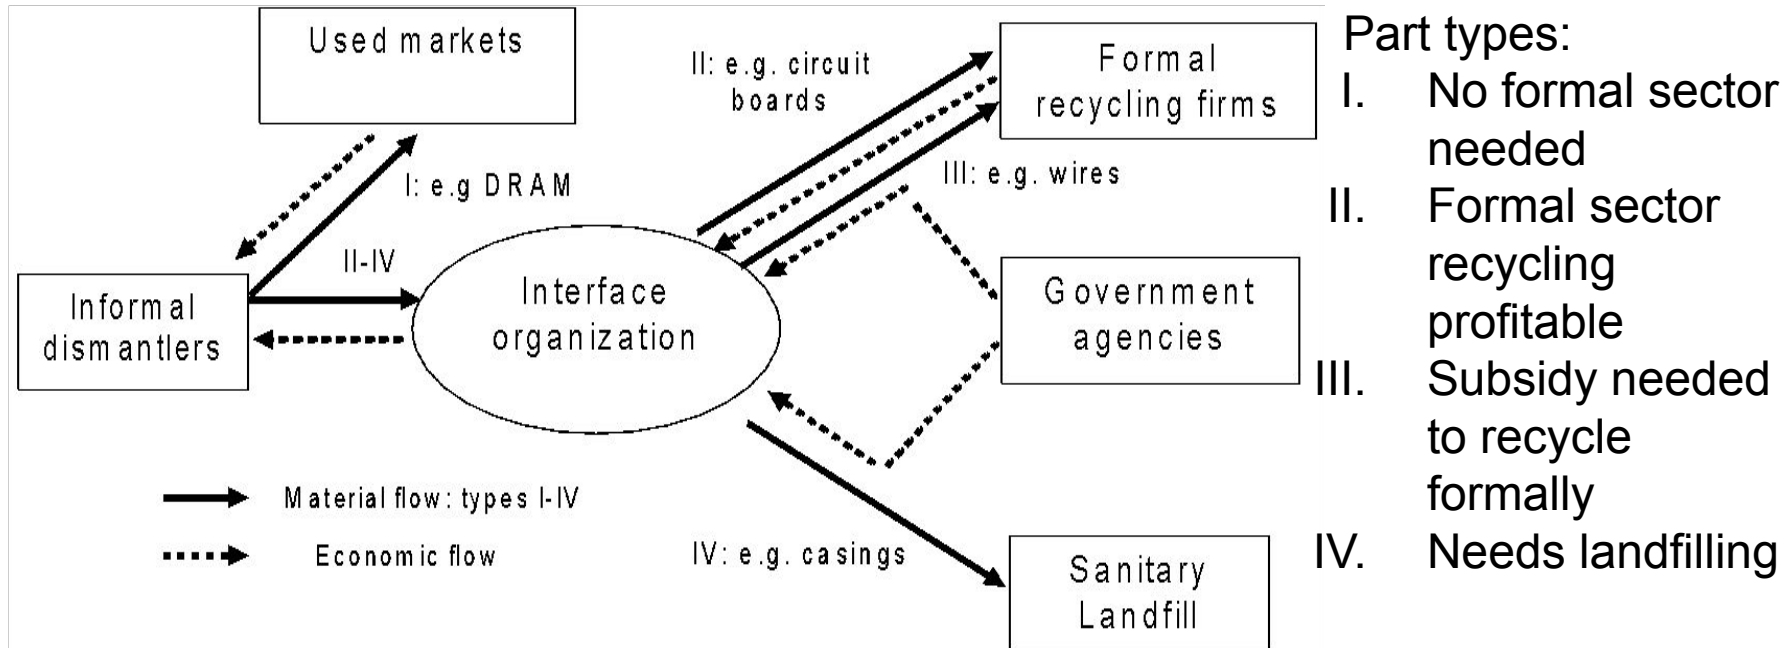 Used markets
II: e.g. circuit
boards
Formal
recycling firms
I: e.g DRAM
III: e.g. wires
II-IV
Informal
dismantlers
Interface
organization
Government
agencies
Material flow: types I-IV
Economic flow
IV: e.g. casings
Sanitary
Landfill
Part types:
I. No formal sector
needed
II. Formal sector
recycling
profitable
III. Subsidy needed
to recycle
formally
IV. Needs landfilling